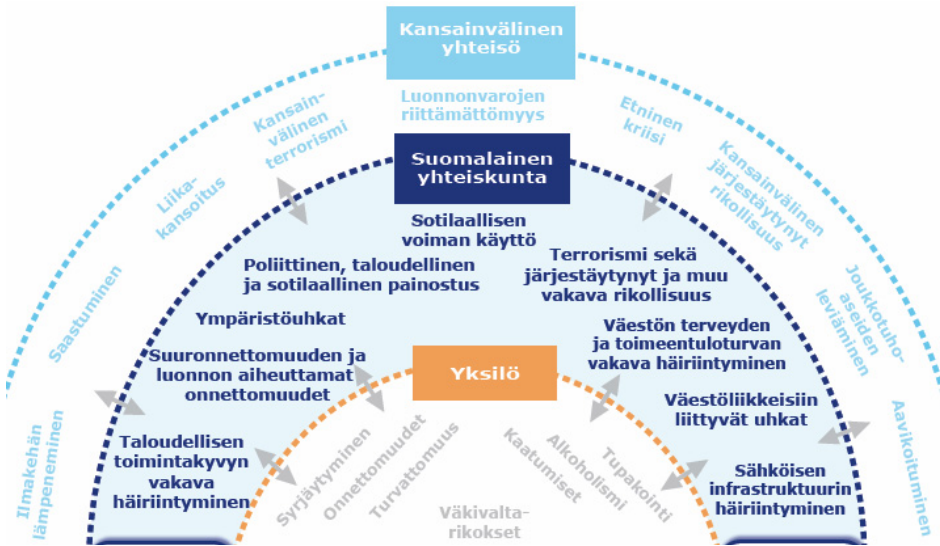 Kansainvälinen
yhteisö
Ilmakehän
lämpeneminen
Saastuminen
Liika-
kansoitus
Kansain-
välinen
terrorismi
Luonnonvarojen
riittämättömyys
Etninen
kriisi
Kansainvälinen
järjestäytynyt
rikollisuus
Joukkotuho-
aseiden
leviäminen
Aavikoituminen
Suomalainen
yhteiskunta
Sotilaallisen
voiman käyttö
Poliittinen, taloudellinen
ja sotilaallinen painostus
Ympäristöuhkat
Suuronnettomuuden ja
luonnon aiheuttamat
onnettomuudet
Taloudellisen
toimintakyvyn
vakava
häiriintyminen
Terrorismi sekä
järjestäytynyt ja muu
vakava rikollisuus
Väestön terveyden
ja toimeentuloturvan
vakava häiriintyminen
Väestöliikkeisiin
liittyvät uhkat
Sähköisen
infrastruktuurin
häiriintyminen
Yksilö
Syrjäytyminen
Onnettomuudet
Turvattomuus
Väkivalta-
rikokset
Kaatumiset
Alkoholismi
Tupakointi